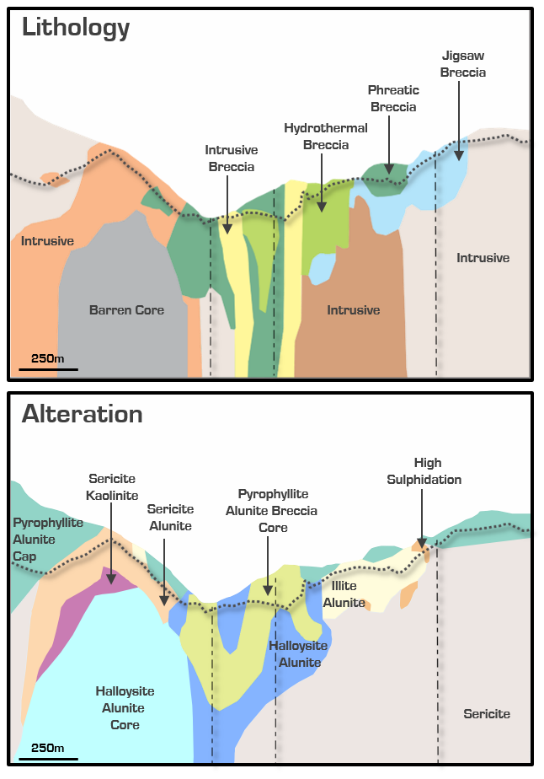 Lithology
Jigsaw
Breccia
Phreatic
Breccia
Hydrothermal
Breccia
Intrusive
Breccia
Intrusive
Intrusive
Barren Core
Intrusive
250m
Alteration
High
Sulphidation
Sericite
Kaolinite
Pyrophyllite
Alunite Breccia
Core
Sericite
Alunite
Pyrophyllite
Alunite
Cap
Illite
Alunite
Halloysite
Alunite
Halloysite
Alunite
Core
Sericite
250m